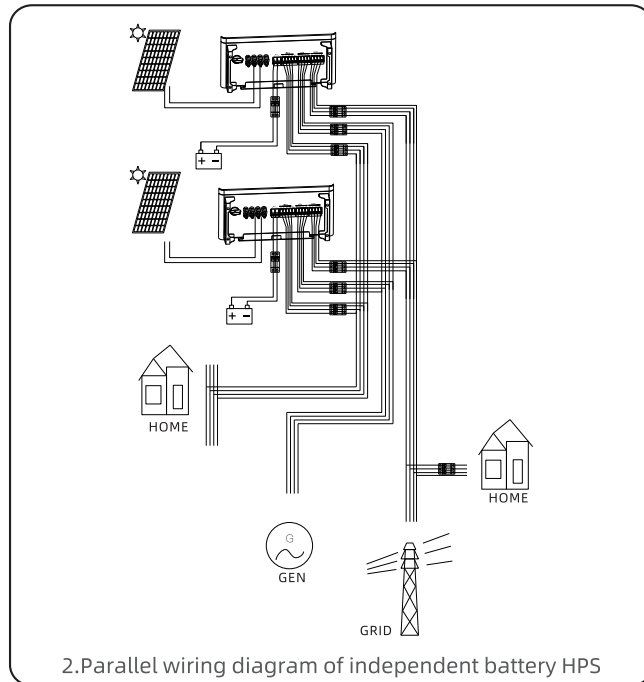 + −
+ −
HOME
HOME
G
GEN
GRID
2.Parallel wiring diagram of independent battery HPS